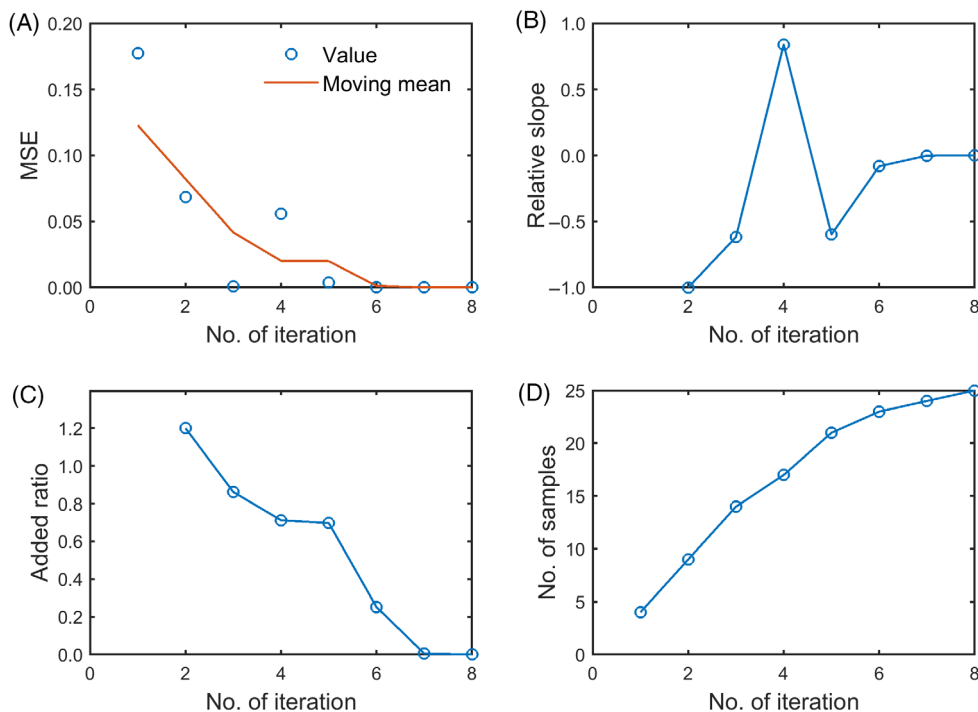 (A)
0.20
0.15
0.10
0.05
0.00
MSE
Value
Moving mean
0 2 4 6 8
No. of iteration
(B)
1.0
0.5
0.0
–0.5
–1.0
Relative slope
0 2 4 6 8
No. of iteration
(C)
1.2
1.0
0.8
0.6
0.4
0.2
0.0
Added ratio
0 2 4 6 8
No. of iteration
(D)
25
20
15
10
5
0
No. of samples
0 2 4 6 8
No. of iteration